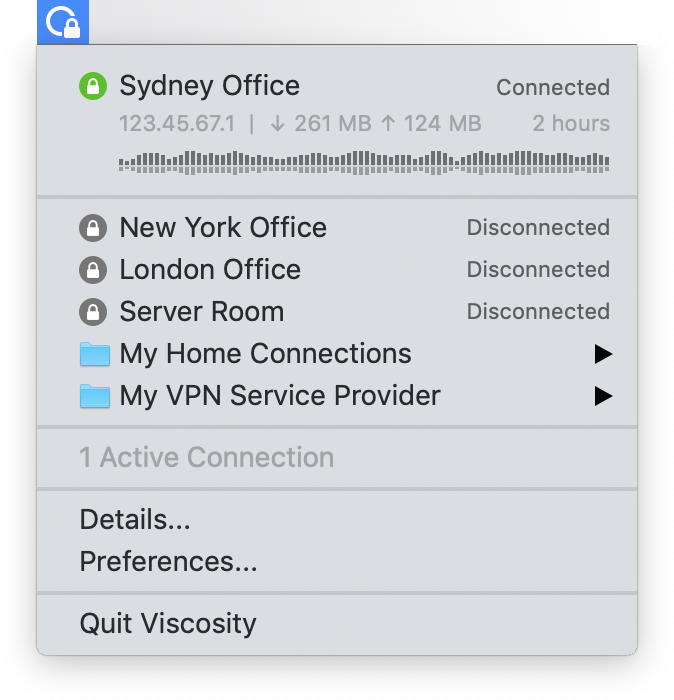 Sydney Office Connected
123.45.67.1 | ↓ 261 MB ↑ 124 MB 2 hours
New York Office Disconnected
London Office Disconnected
Server Room Disconnected
My Home Connections
My VPN Service Provider
1 Active Connection
Details...
Preferences...
Quit Viscosity